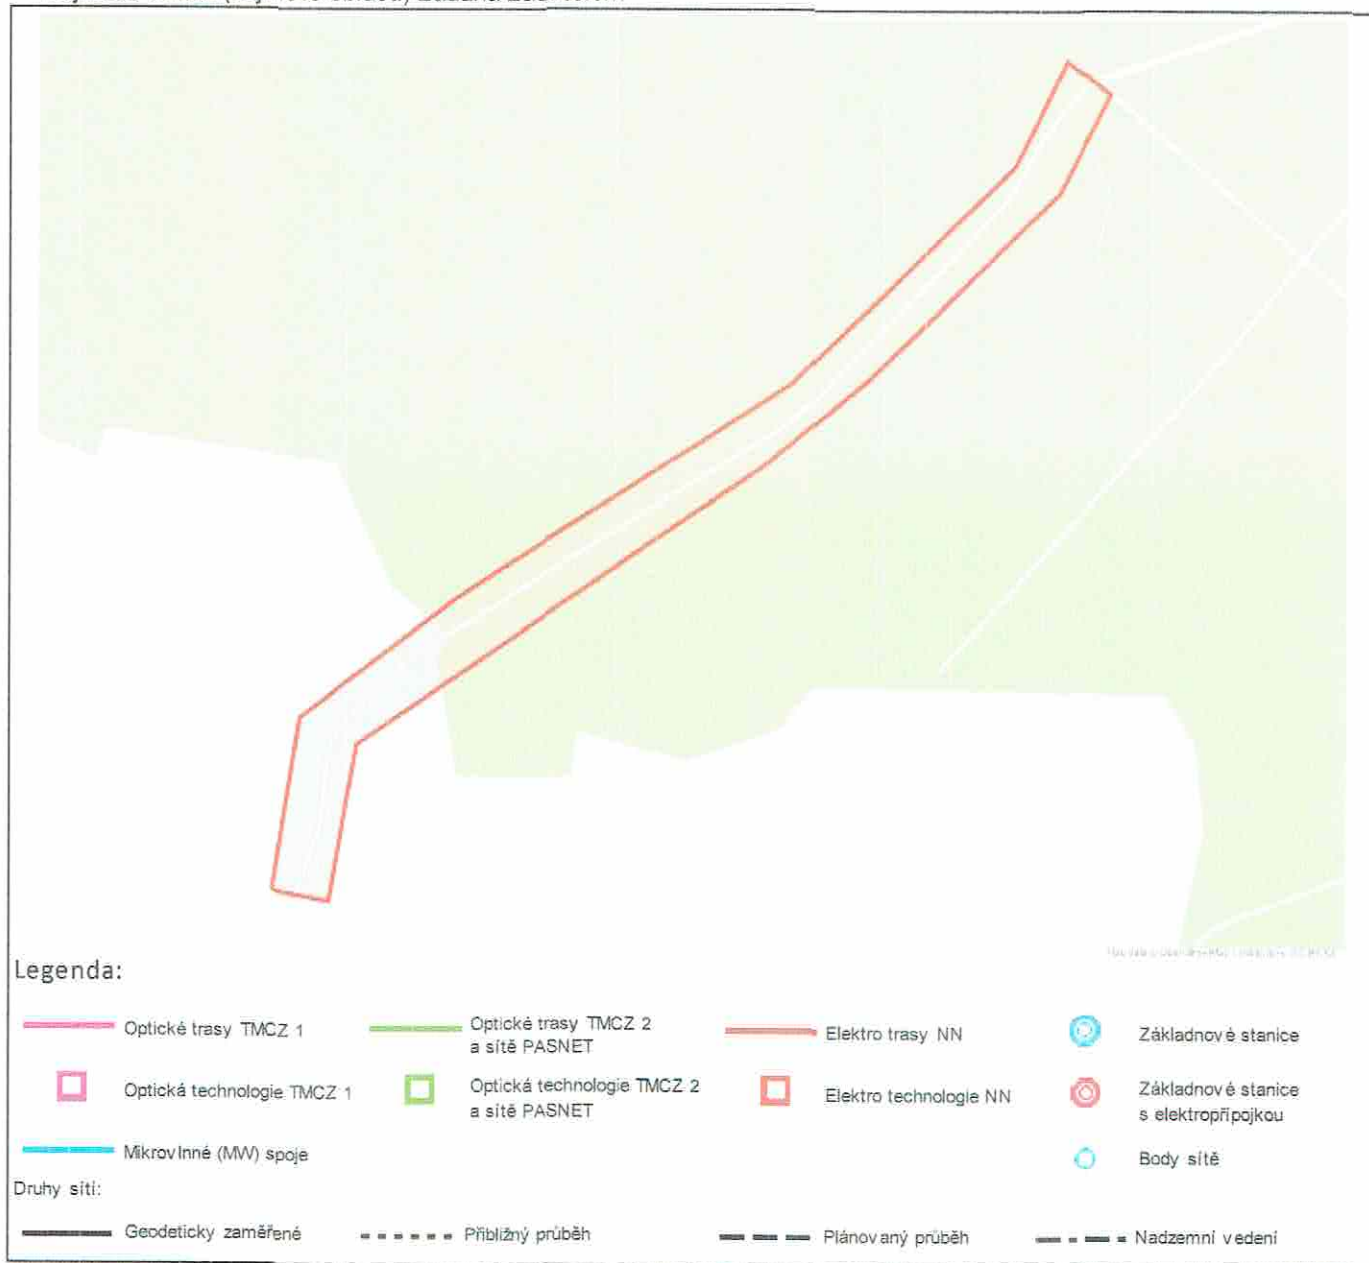 Legenda:
Optické trasy TMCZ 1
Optické trasy TMCZ 2
a sítě PASNET
Elektro trasy NN
Základnové stanice
Optická technologie TMCZ 1
Optická technologie TMCZ 2
a sítě PASNET
Elektro technologie NN
Základnové stanice
s elektropřípojkou
Mikrovlnné (MW) spoje
Body sítě
Druhy sítí:
Geodeticky zaměřené
Přibližný průběh
Plánovaný průběh
Nadzemní vedení